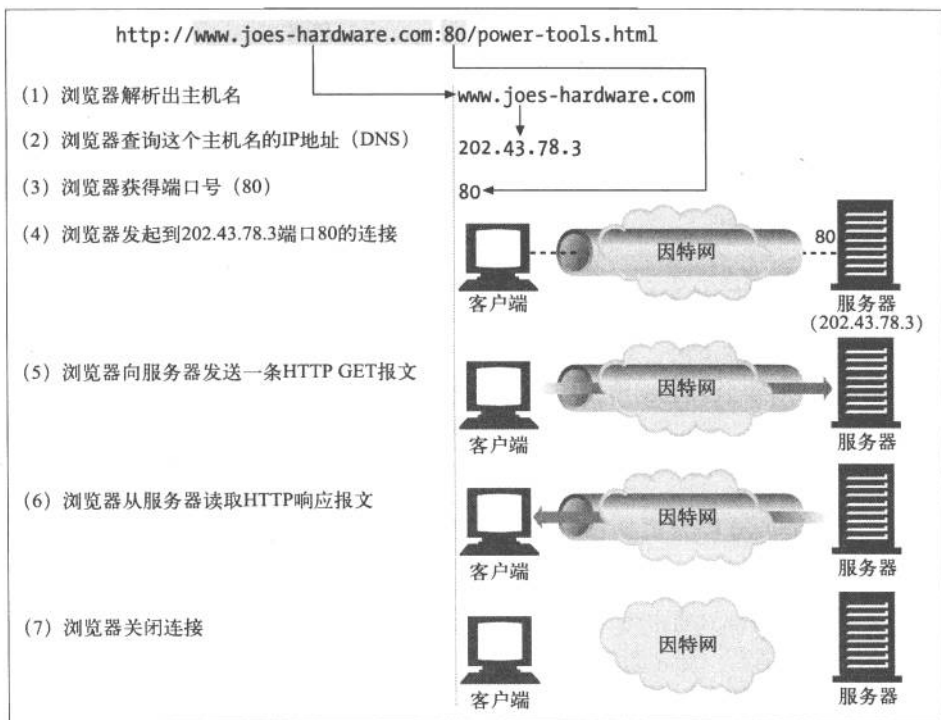 http://www.joes-hardware.com:80/power-tools.html
(1) 浏览器解析出主机名
www.joes-hardware.com
(2) 浏览器查询这个主机名的IP地址(DNS)
202.43.78.3
(3) 浏览器获得端口号(80)
80
(4) 浏览器发起到202.43.78.3端口80的连接
因特网
80
客户端
服务器
(202.43.78.3)
(5) 浏览器向服务器发送一条HTTP GET报文
因特网
客户端
服务器
(6) 浏览器从服务器读取HTTP响应报文
因特网
客户端
服务器
(7) 浏览器关闭连接
因特网
客户端
服务器